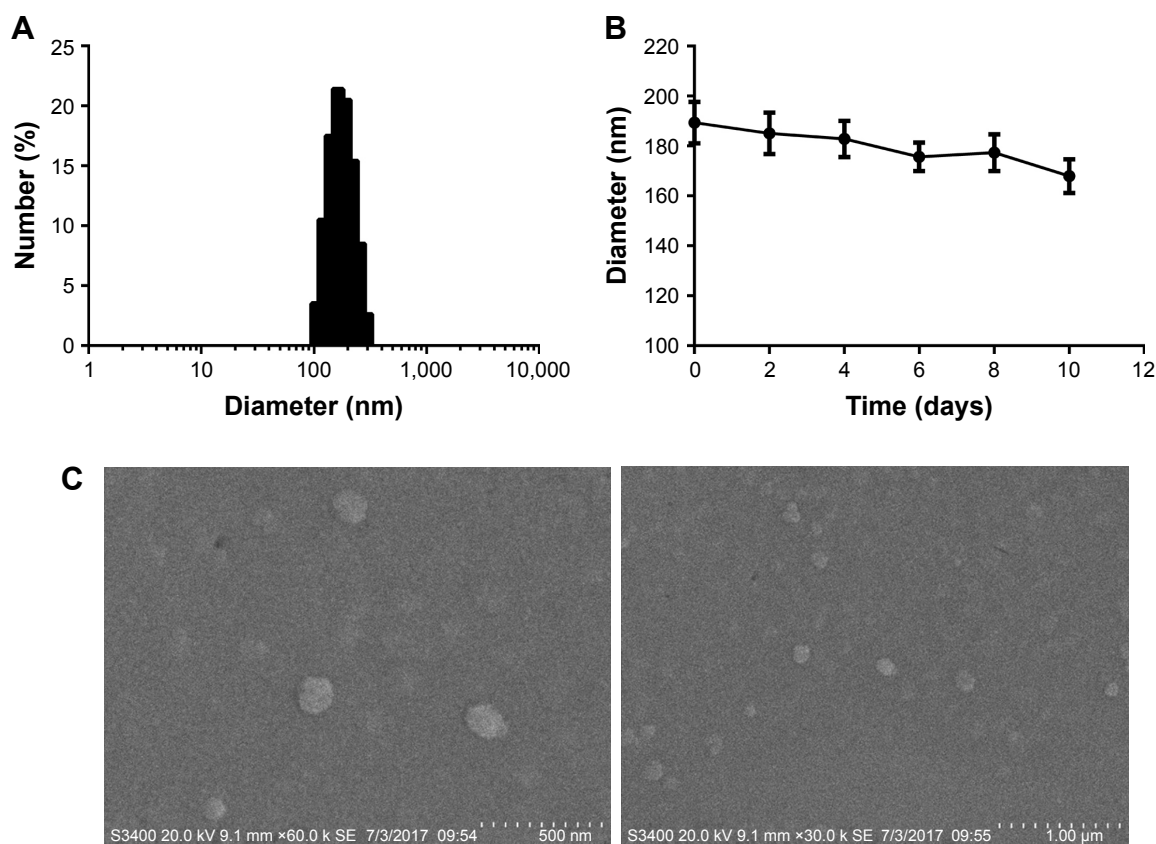 A
Number (%)
25
20
15
10
5
0
1
10
100
1,000
10,000
Diameter (nm)
B
Diameter (nm)
220
200
180
160
140
120
100
0
2
4
6
8
10
12
Time (days)
C
S3400 20.0 kV 9.1 mm ×60.0 k SE 7/3/2017 09:54
500 nm
S3400 20.0 kV 9.1 mm ×30.0 k SE 7/3/2017 09:55
1.00 μm